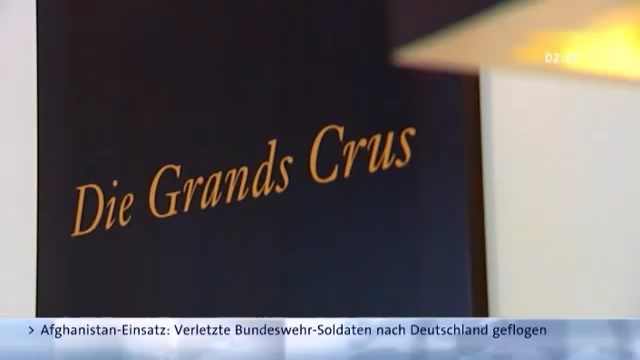 Die Grands Crus
> Afghanistan-Einsatz: Verletzte Bundeswehr-Soldaten nach Deutschland geflogen